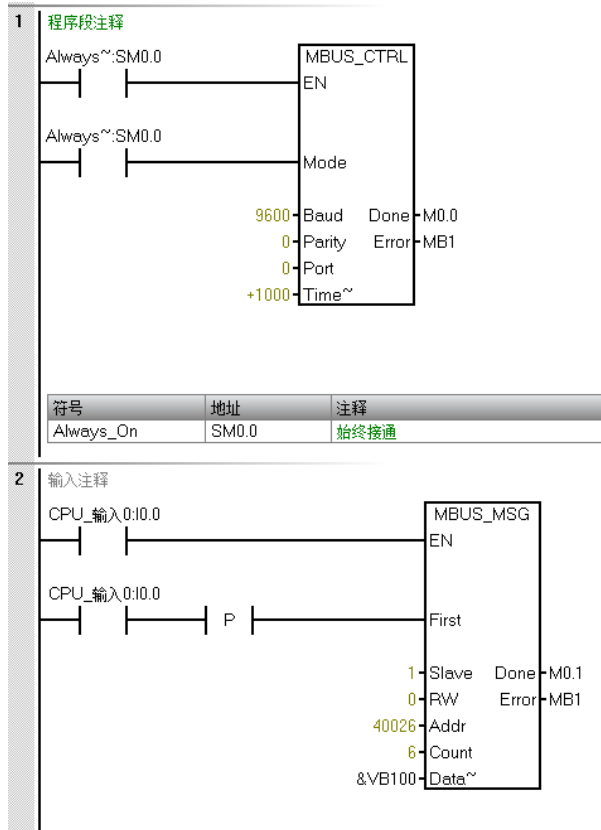 1 程序段注释
Always~:SM0.0 MBUS_CTRL
EN
Always~:SM0.0
Mode
9600 Baud Done M0.0
0 Parity Error MB1
0 Port
+1000 Time~
符号 地址 注释
Always_On SM0.0 始终接通
2 输入注释
CPU_输入0:I0.0 MBUS_MSG
EN
CPU_输入0:I0.0
P First
1 Slave Done M0.1
0 RW Error MB1
40026 Addr
6 Count
&VB100 Data~